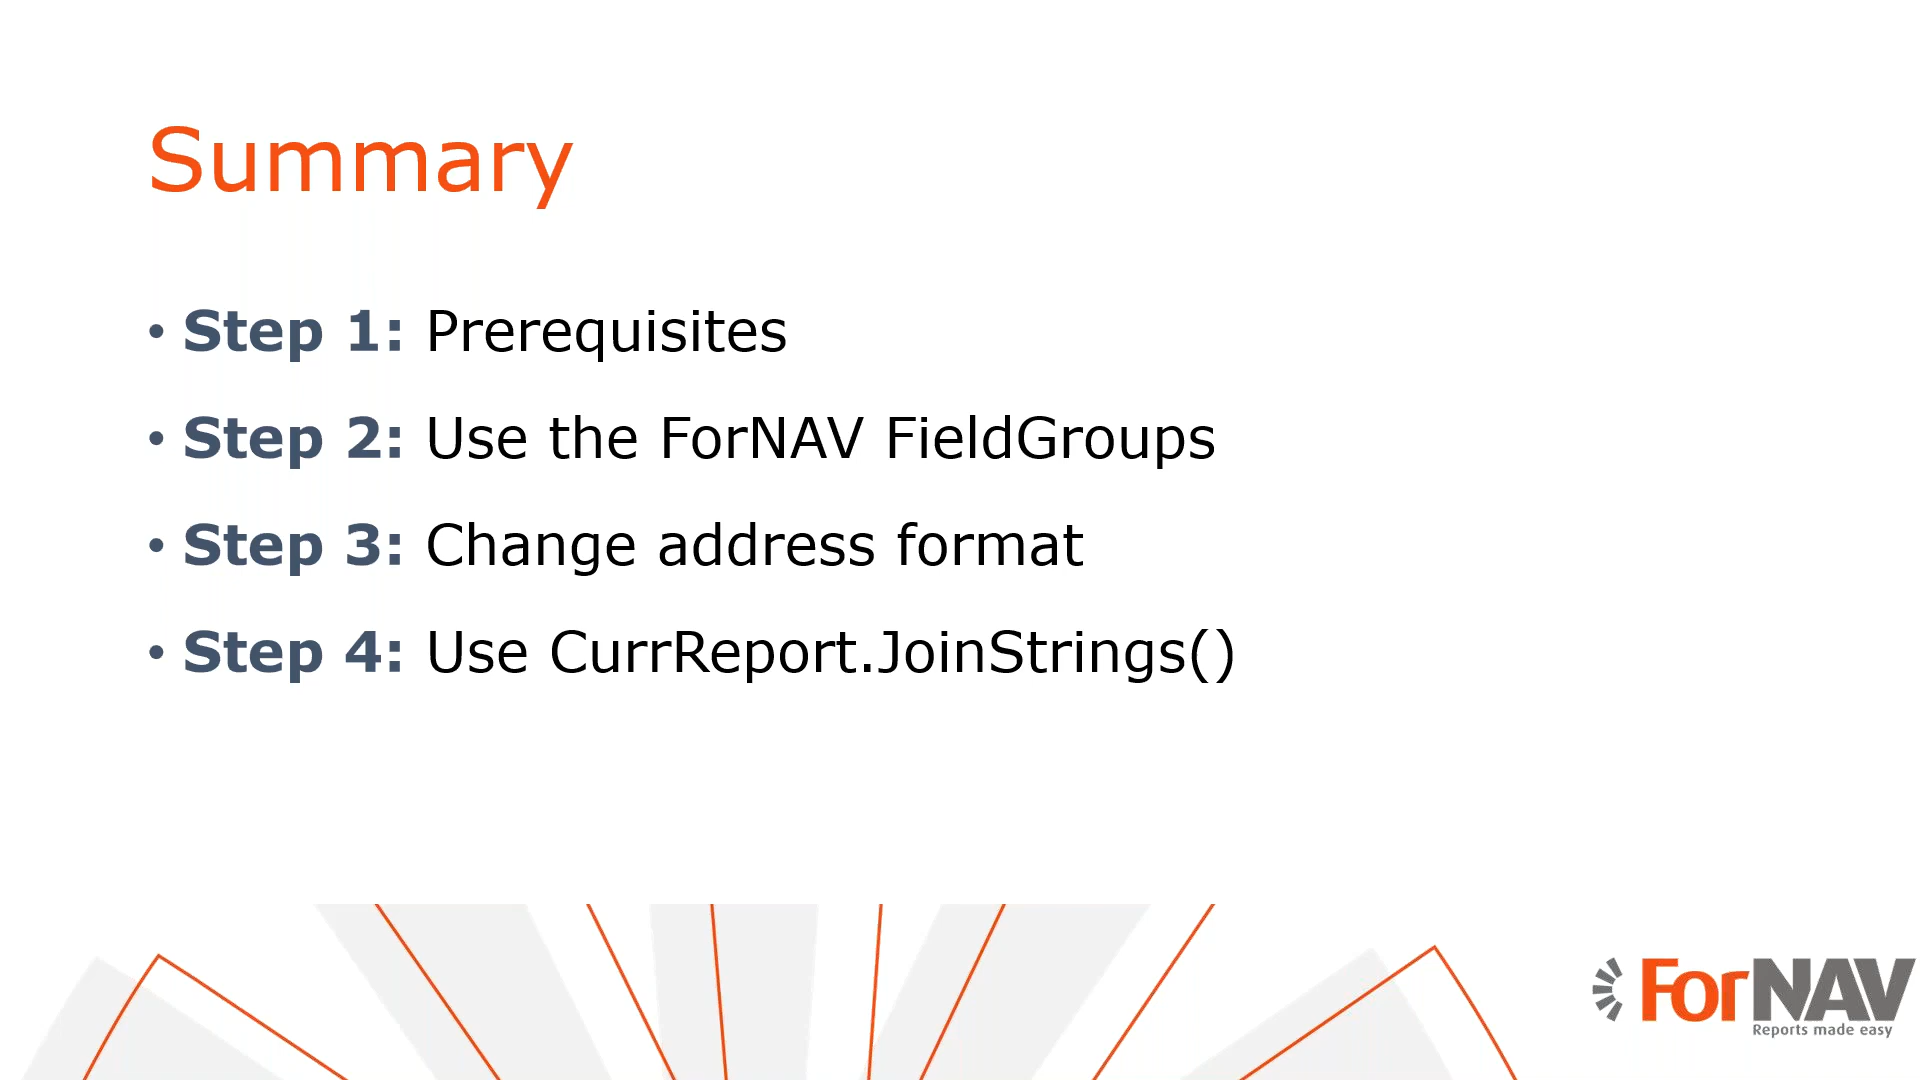 Summary
• Step 1: Prerequisites
• Step 2: Use the ForNAV FieldGroups
• Step 3: Change address format
• Step 4: Use CurrReport.JoinStrings()
ForNAV
Reports made easy